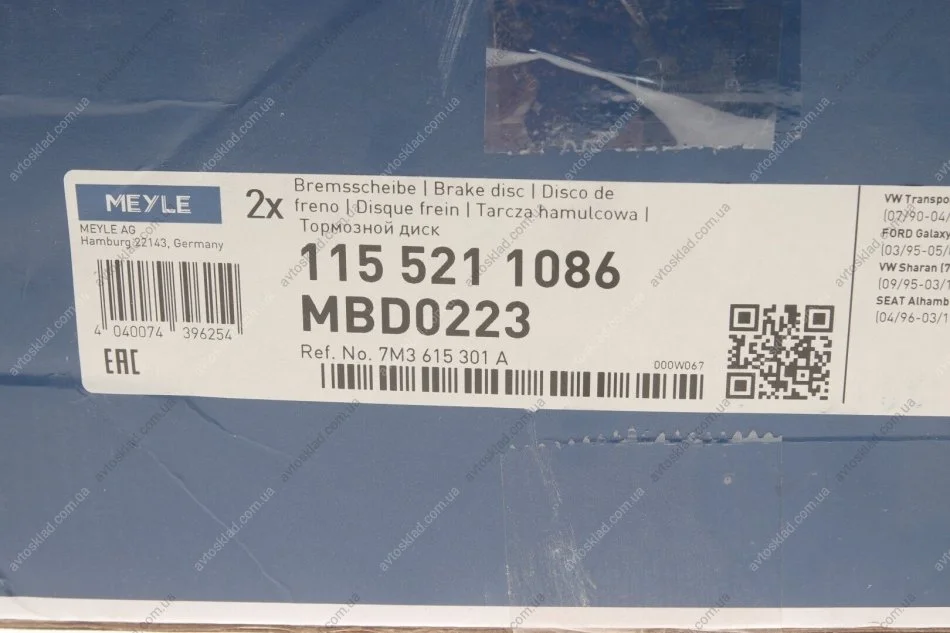 MEYLE
MEYLE AG
Hamburg 22143, Germany
4 040074 396254
EAC
2x
Bremsscheibe | Brake disc | Disco de
freno | Disque frein | Tarcza hamulcowa |
Тормозной диск
115 521 1086
MBD0223
Ref. No. 7M3 615 301 A
000W067
VW Transpo
(07/90-04/
FORD Galaxy
(03/95-05/
VW Sharan (7
(09/95-03/1
SEAT Alhamb
(04/96-03/1
avtosklad.com.ua